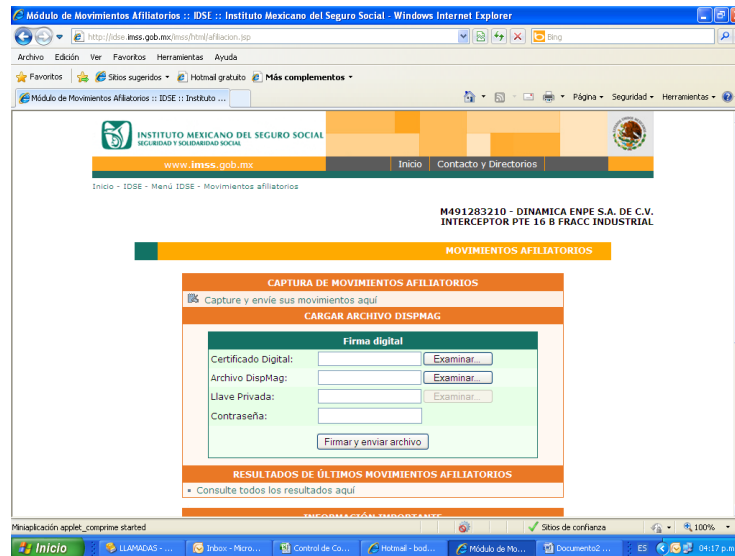 Módulo de Movimientos Afiliatorios :: IDSE :: Instituto Mexicano del Seguro Social - Windows Internet Explorer
http://idse.imss.gob.mx/imss/html/afiliacion.jsp
Bing
Archivo Edición Ver Favoritos Herramientas Ayuda
Favoritos Sitios sugeridos Hotmail gratuito Más complementos
Módulo de Movimientos Afiliatorios :: IDSE :: Instituto ... Página Seguridad Herramientas
INSTITUTO MEXICANO DEL SEGURO SOCIAL
SEGURIDAD Y SOLIDARIDAD SOCIAL
www.imss.gob.mx Inicio Contacto y Directorios
Inicio - IDSE - Menú IDSE - Movimientos afiliatorios
M491283210 - DINAMICA ENPE S.A. DE C.V.
INTERCEPTOR PTE 16 B FRACC INDUSTRIAL
MOVIMIENTOS AFILIATORIOS
CAPTURA DE MOVIMIENTOS AFILIATORIOS
Capture y envíe sus movimientos aquí
CARGAR ARCHIVO DISPMAG
Firma digital
Certificado Digital: Examinar...
Archivo DispMag: Examinar...
Llave Privada: Examinar...
Contraseña:
Firmar y enviar archivo
RESULTADOS DE ÚLTIMOS MOVIMIENTOS AFILIATORIOS
Consulte todos los resultados aquí
INFORMACIÓN IMPORTANTE
Miniaplicación applet_comprime started Sitios de confianza 100%
Inicio LLAMADAS - ... Inbox - Micro... Control de Co... Hotmail - bod... Módulo de Mo... Documento2 ... ES 04:17 p.m.